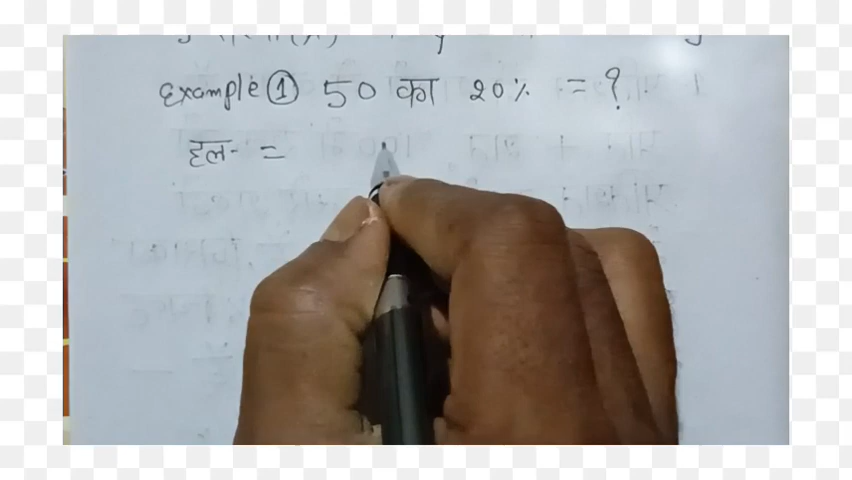 Example ① 50 का 20% = ?
हल- =